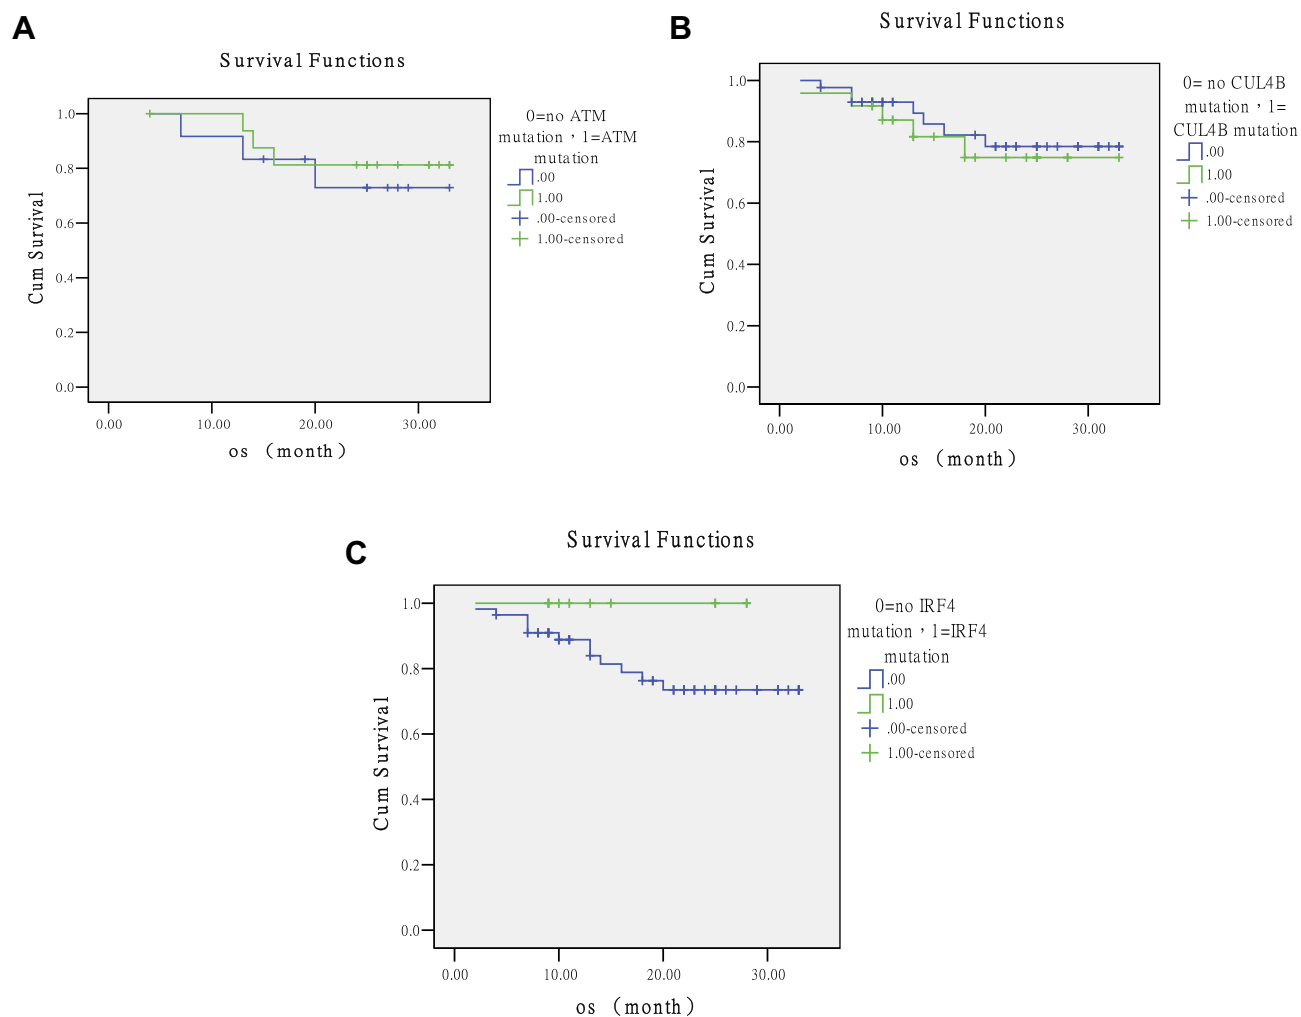 A
Survival Functions
Cum Survival
1.0
0.8
0.6
0.4
0.2
0.0
0.00
10.00
20.00
30.00
os （month）
0=no ATM
mutation，1=ATM
mutation
.00
1.00
.00-censored
1.00-censored
B
Survival Functions
Cum Survival
1.0
0.8
0.6
0.4
0.2
0.0
0.00
10.00
20.00
30.00
os （month）
0= no CUL4B
mutation，1=
CUL4B mutation
.00
1.00
.00-censored
1.00-censored
C
Survival Functions
Cum Survival
1.0
0.8
0.6
0.4
0.2
0.0
0.00
10.00
20.00
30.00
os （month）
0=no IRF4
mutation，1=IRF4
mutation
.00
1.00
.00-censored
1.00-censored